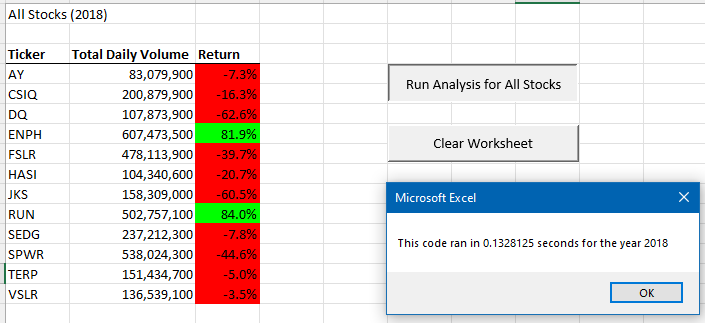 All Stocks (2018)
Ticker Total Daily Volume Return
AY 83,079,900 -7.3%
CSIQ 200,879,900 -16.3%
DQ 107,873,900 -62.6%
ENPH 607,473,500 81.9%
FSLR 478,113,900 -39.7%
HASI 104,340,600 -20.7%
JKS 158,309,000 -60.5%
RUN 502,757,100 84.0%
SEDG 237,212,300 -7.8%
SPWR 538,024,300 -44.6%
TERP 151,434,700 -5.0%
VSLR 136,539,100 -3.5%
Run Analysis for All Stocks
Clear Worksheet
Microsoft Excel
This code ran in 0.1328125 seconds for the year 2018
OK